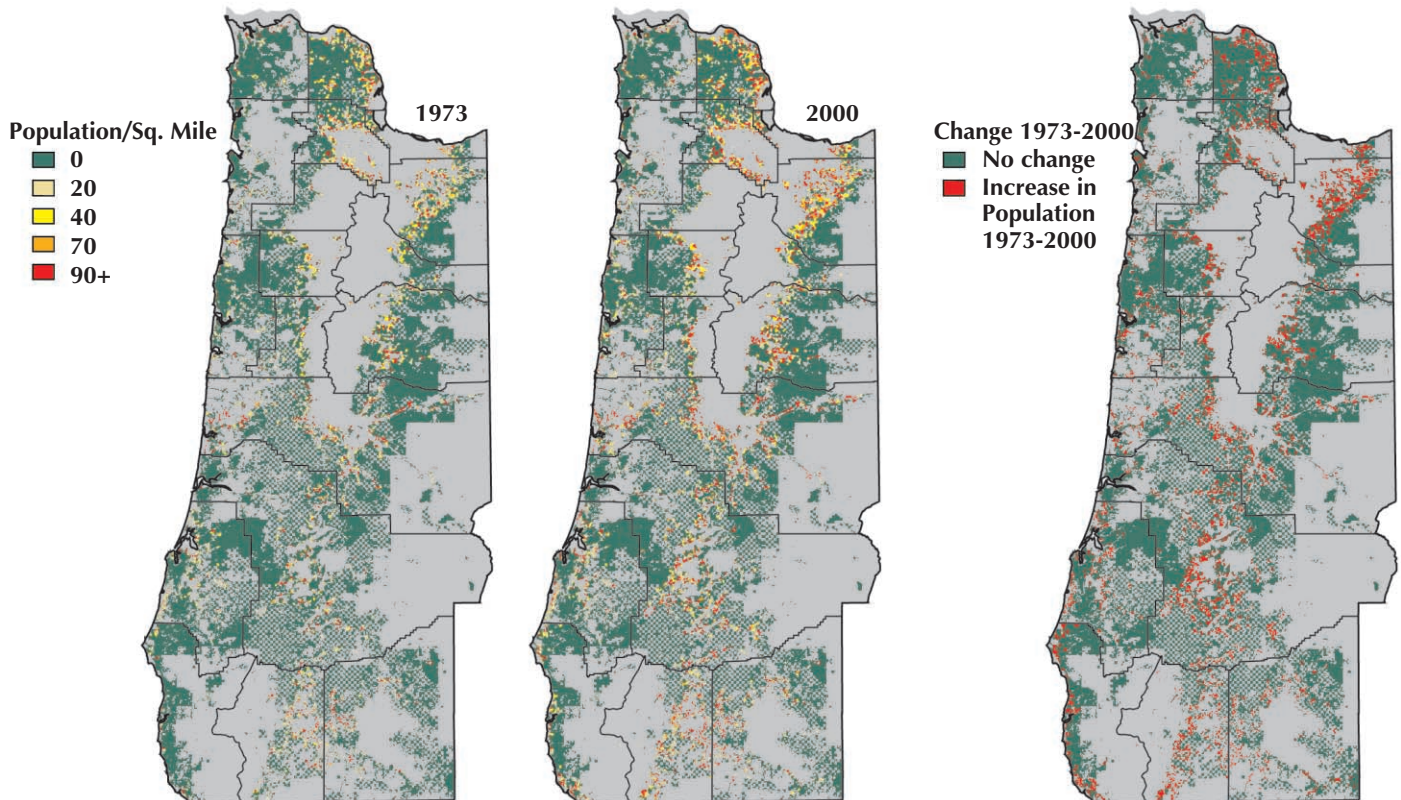 Population/Sq. Mile
0
20
40
70
90+
1973
2000
Change 1973-2000
No change
Increase in
Population
1973-2000